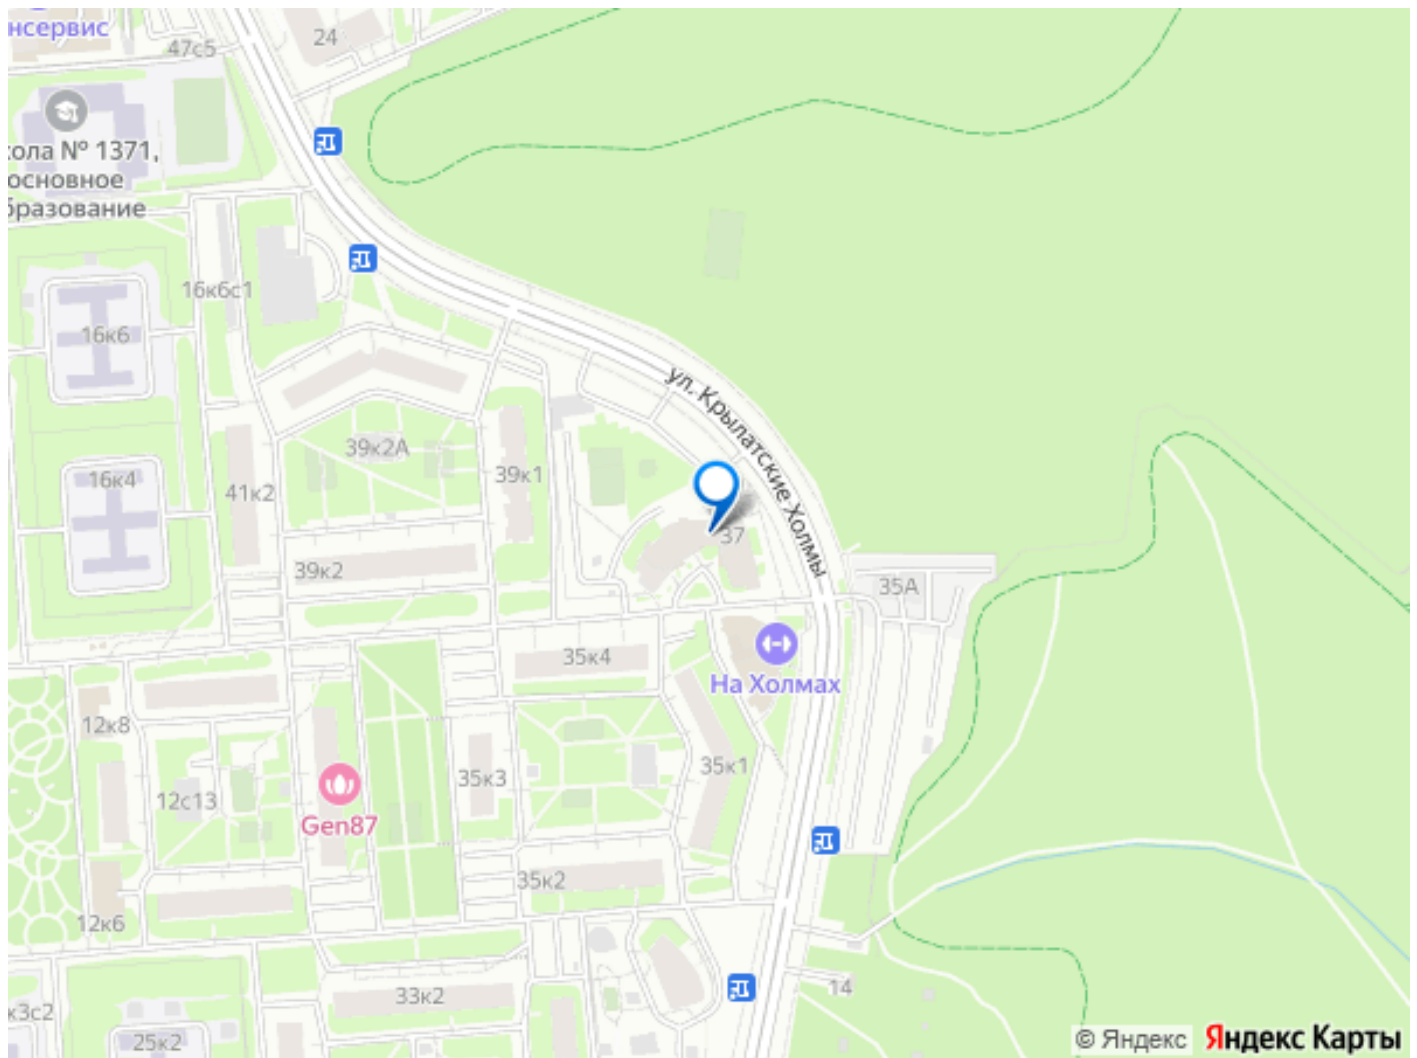 нсервис
47с5
24
кола № 1371,
основное
бразование
16к6с1
16к6
ул. Крылатские Холмы
39к2А
39к1
16к4
41к2
37
39к2
35А
35к4
На Холмах
12к8
35к1
35к3
12с13
Gen87
35к2
12к6
33к2
14
к3с2
25к2
© Яндекс Яндекс Карты